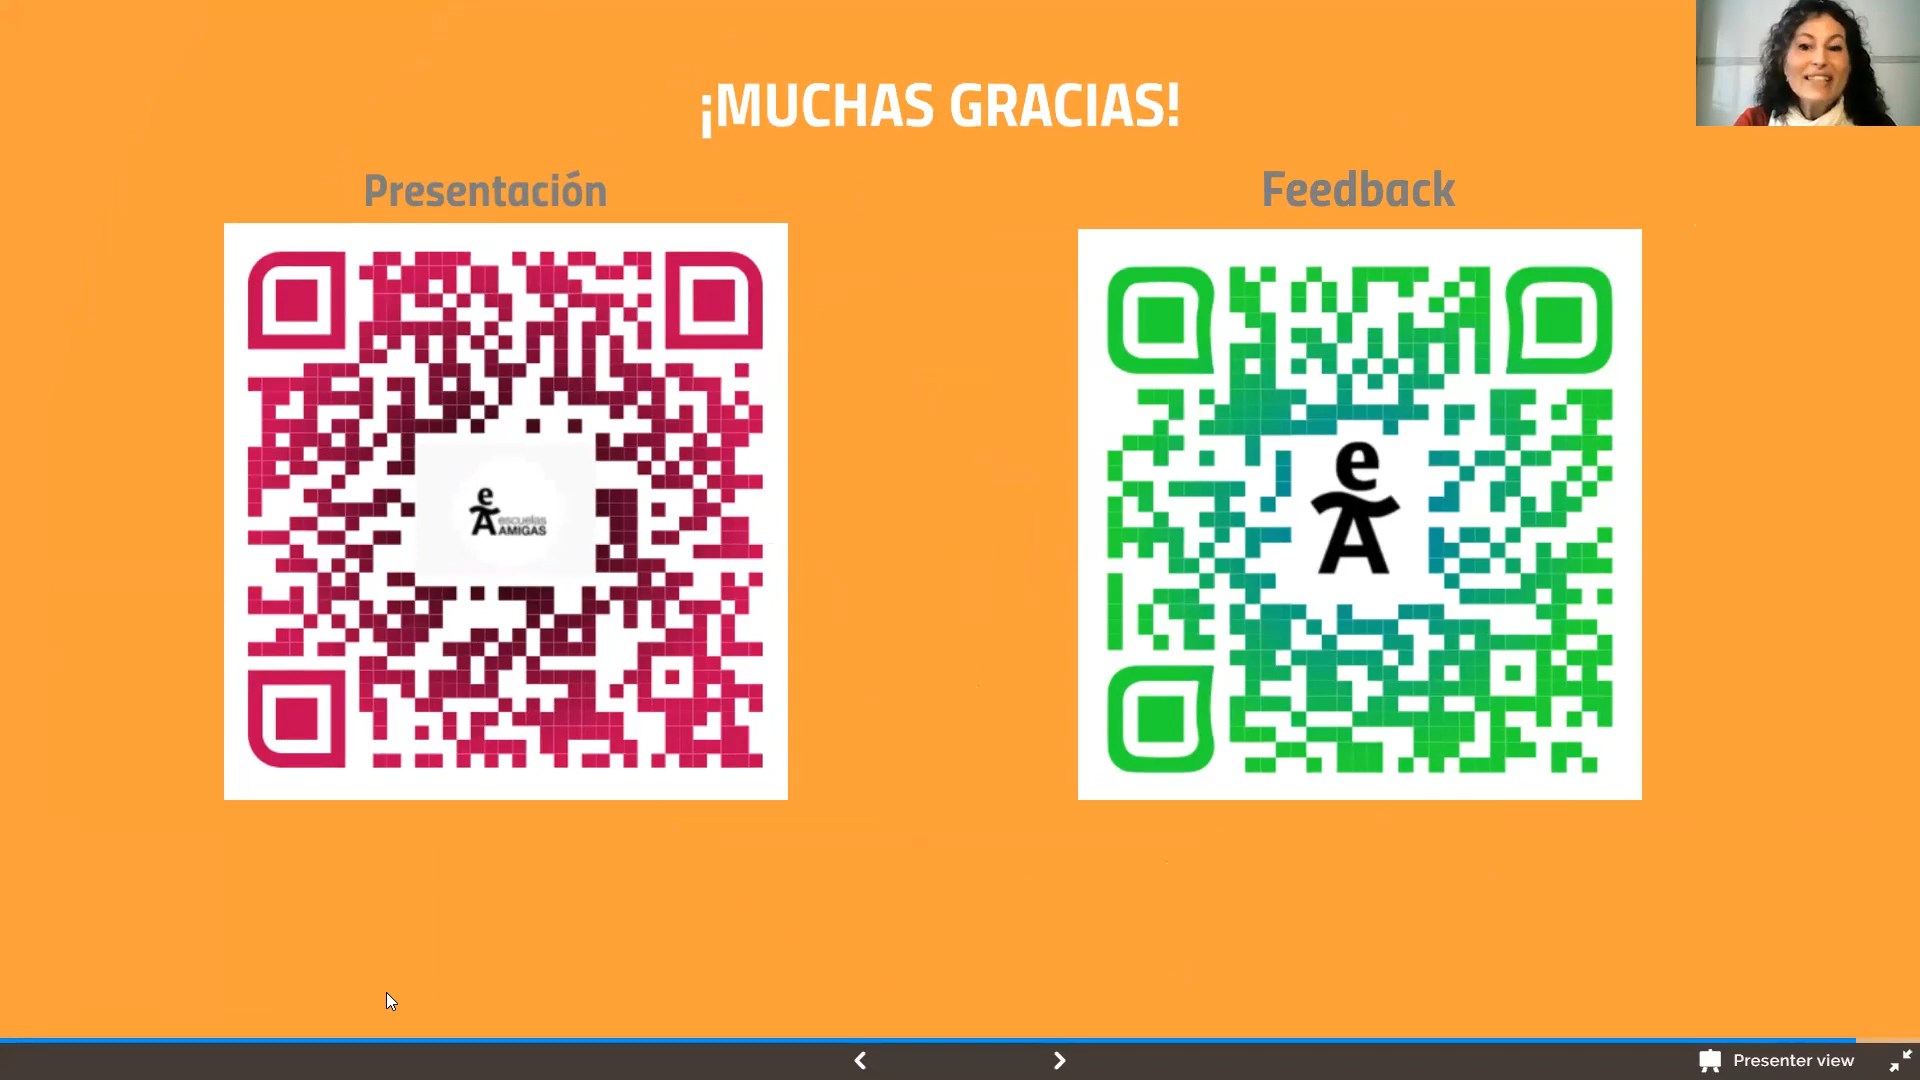 ¡MUCHAS GRACIAS!
Presentación
Feedback
e
A escuelas
AMIGAS
e
A
Presenter view